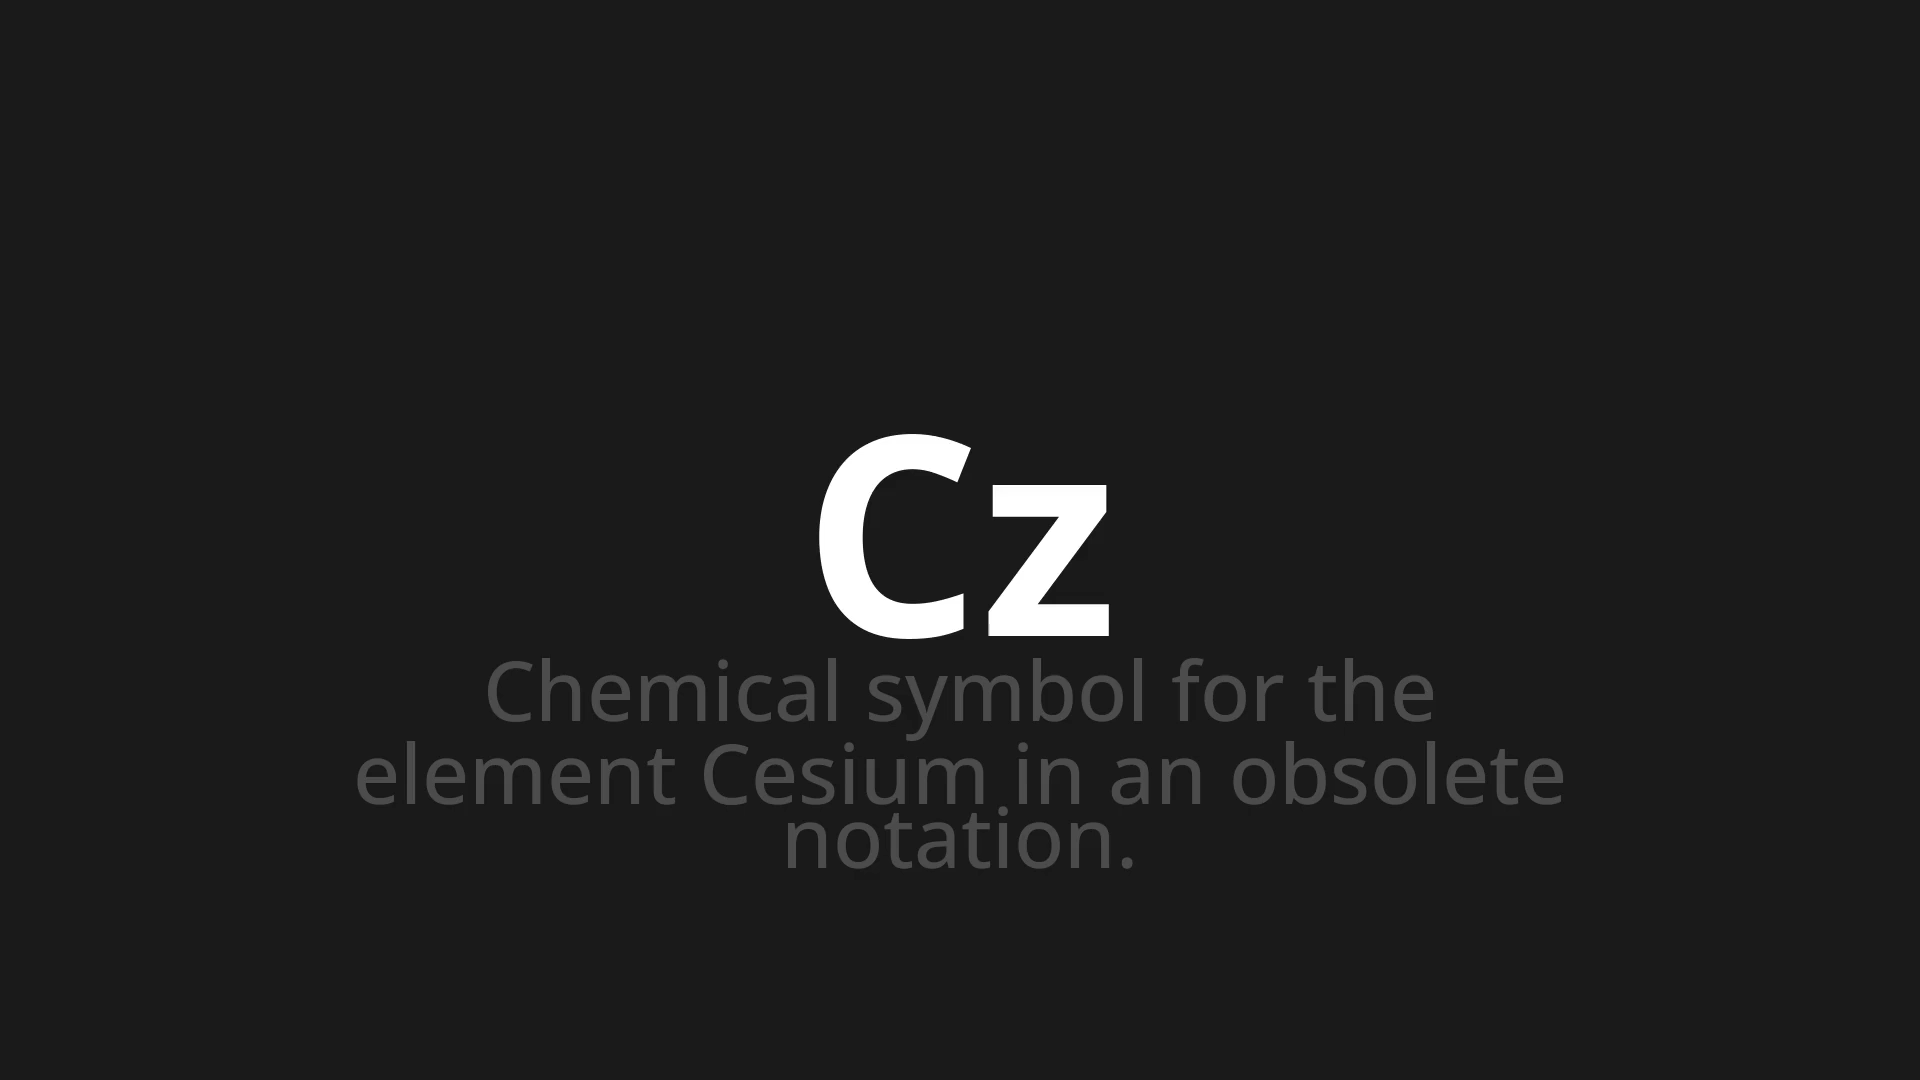 Cz
Chemical symbol for the
element Cesium in an obsolete
notation.